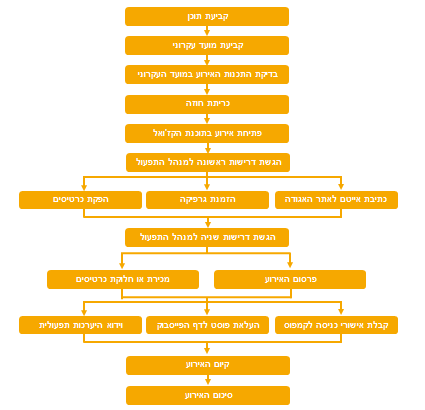 קביעת תוכן
קביעת מועד עקרוני
בדיקת התכנות האירוע במועד העקרוני
כריתת חוזה
פתיחת אירוע בתוכנת הקז'ואל
הגשת דרישות ראשונה למנהל התפעול
כתיבת אייטם לאתר האגודה
הזמנת גרפיקה
הפקת כרטיסים
הגשת דרישות שניה למנהל התפעול
פרסום האירוע
מכירת או חלוקת כרטיסים
קבלת אישורי כניסה לקמפוס
העלאת פוסט לדף הפייסבוק
וידוא היערכות תפעולית
קיום האירוע
סיכום האירוע